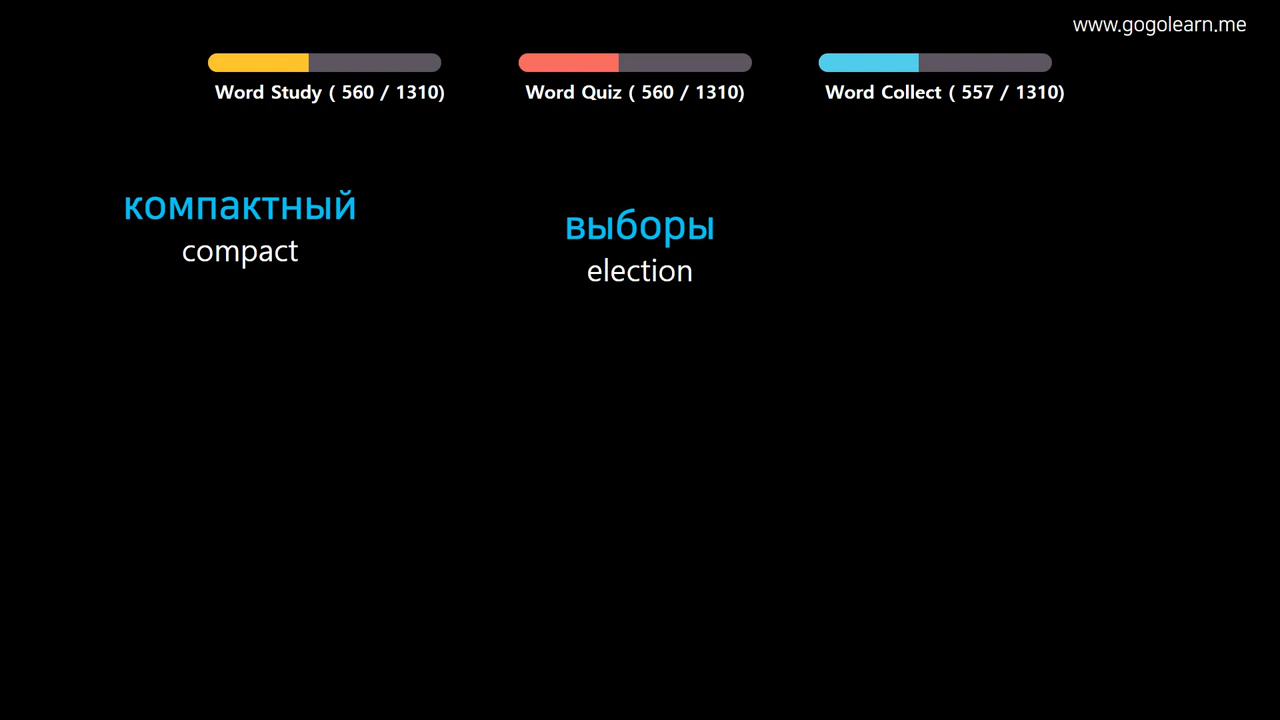 www.gogolearn.me
Word Study ( 560 / 1310)
Word Quiz ( 560 / 1310)
Word Collect ( 557 / 1310)
компактный
compact
выборы
election